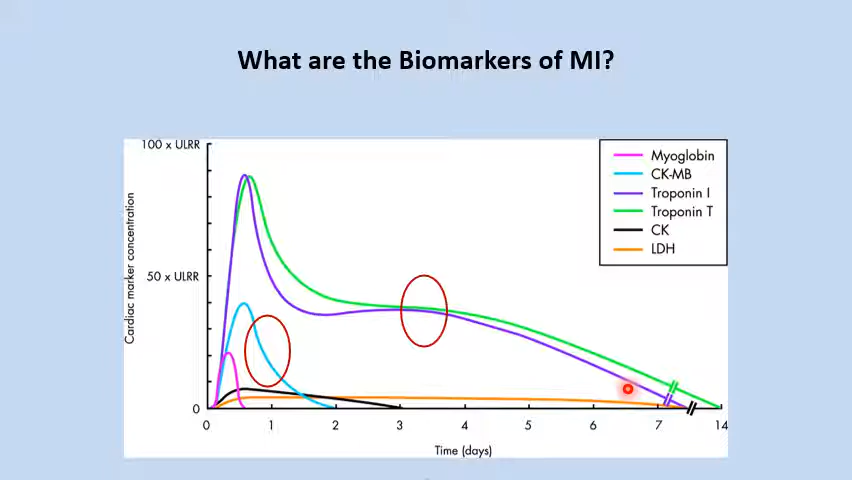 What are the Biomarkers of MI?
100 x ULRR
50 x ULRR
0
Cardiac marker concentration
Myoglobin
CK-MB
Troponin I
Troponin T
CK
LDH
0 1 2 3 4 5 6 7 14
Time (days)